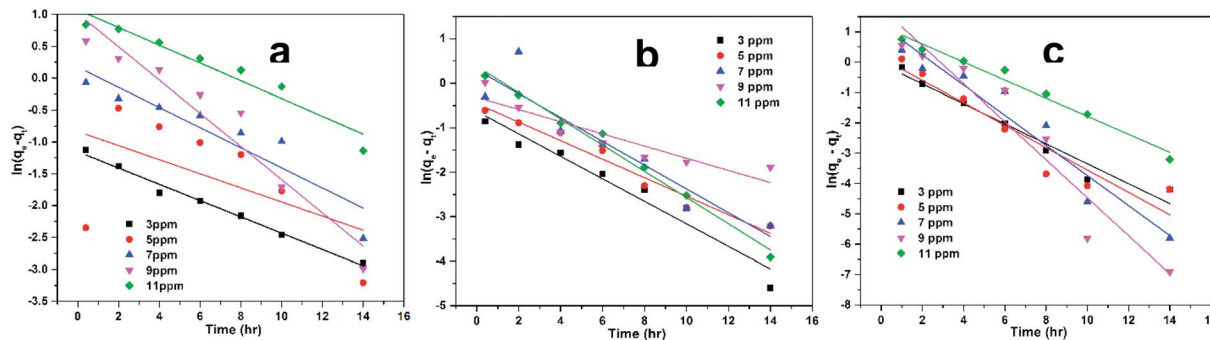 a
ln(qe - qt)
1.0
0.5
0.0
-0.5
-1.0
-1.5
-2.0
-2.5
-3.0
-3.5
0 2 4 6 8 10 12 14 16
Time (hr)
3ppm
5ppm
7ppm
9ppm
11ppm
b
ln(qe - qt)
1
0
-1
-2
-3
-4
-5
0 2 4 6 8 10 12 14 16
Time (hr)
3 ppm
5 ppm
7 ppm
9 ppm
11 ppm
c
ln(qe - qt)
2
1
0
-1
-2
-3
-4
-5
-6
-7
-8
0 2 4 6 8 10 12 14 16
Time (hr)
3 ppm
5 ppm
7 ppm
9 ppm
11 ppm